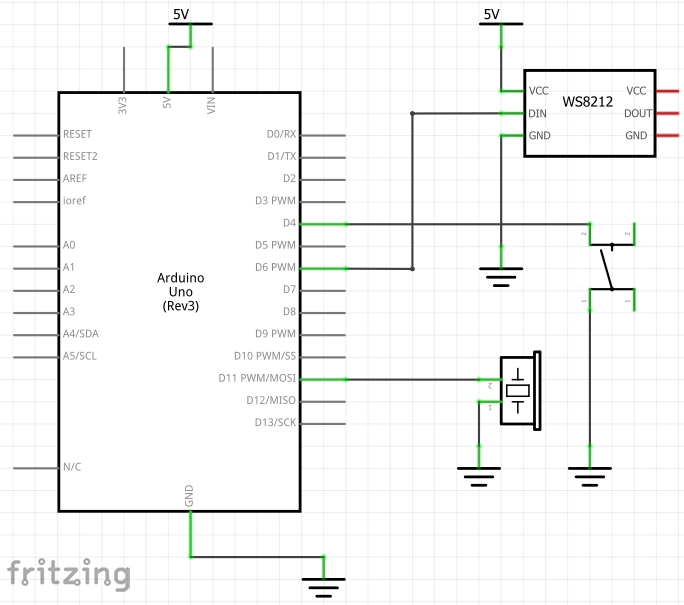 5V
5V
3V3
5V
VIN
VCC
VCC
WS8212
DIN
DOUT
GND
GND
RESET
D0/RX
RESET2
D1/TX
AREF
D2
ioref
D3 PWM
D4
2
2
A0
D5 PWM
A1
D6 PWM
Arduino
Uno
(Rev3)
A2
D7
1
1
A3
D8
A4/SDA
D9 PWM
A5/SCL
D10 PWM/SS
D11 PWM/MOSI
2
D12/MISO
1
D13/SCK
N/C
GND
fritzing